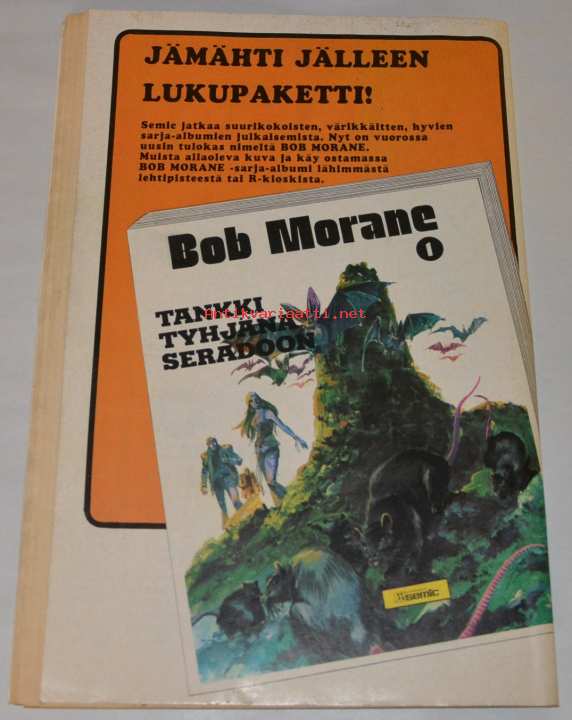 JÄMÄHTI JÄLLEEN
LUKUPAKETTI!
Semic jatkaa suurikokoisten, värikkäitten, hyvien
sarja-albumien julkaisemista. Nyt on vuorossa
uusin tulokas nimeltä BOB MORANE.
Muista allaoleva kuva ja käy ostamassa
BOB MORANE -sarja-albumi lähimmästä
lehtipisteestä tai R-kioskista.
Bob Morane
1
TANKKI
TYHJÄNÄ
SERADOON
Antikvariaatti.net
semic